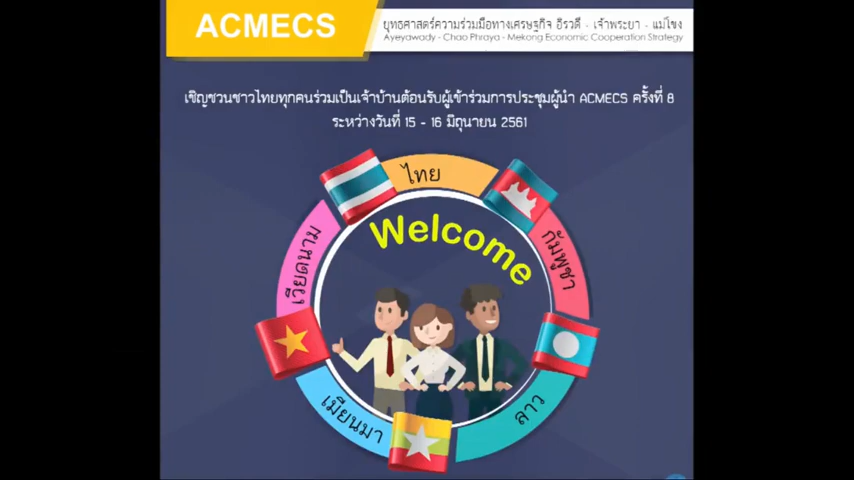 ACMECS
ยุทธศาสตร์ความร่วมมือทางเศรษฐกิจ อิรวดี - เจ้าพระยา - แม่โขง
Ayeyawady - Chao Phraya - Mekong Economic Cooperation Strategy
เชิญชวนชาวไทยทุกคนร่วมเป็นเจ้าบ้านต้อนรับผู้เข้าร่วมการประชุมผู้นำ ACMECS ครั้งที่ 8
ระหว่างวันที่ 15 - 16 มิถุนายน 2561
ไทย
Welcome
เวียดนาม
กัมพูชา
เมียนมา
ลาว